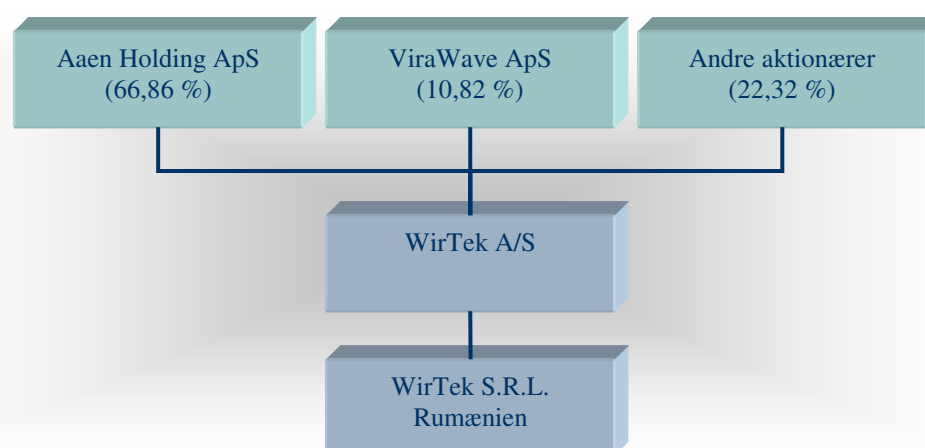 Aaen Holding ApS
(66,86 %)
ViraWave ApS
(10,82 %)
Andre aktionærer
(22,32 %)
WirTek A/S
WirTek S.R.L.
Rumænien